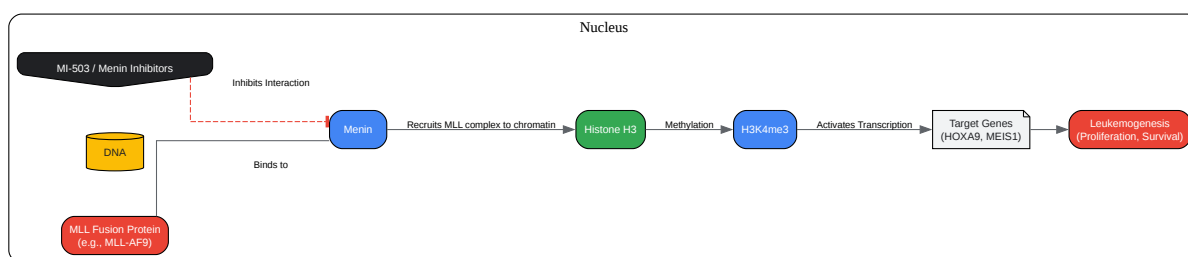 Nucleus
MI-503 / Menin Inhibitors
Inhibits Interaction
Menin
Recruits MLL complex to chromatin
Histone H3
Methylation
H3K4me3
Activates Transcription
Target Genes
(HOXA9, MEIS1)
Leukemogenesis
(Proliferation, Survival)
DNA
Binds to
MLL Fusion Protein
(e.g., MLL-AF9)